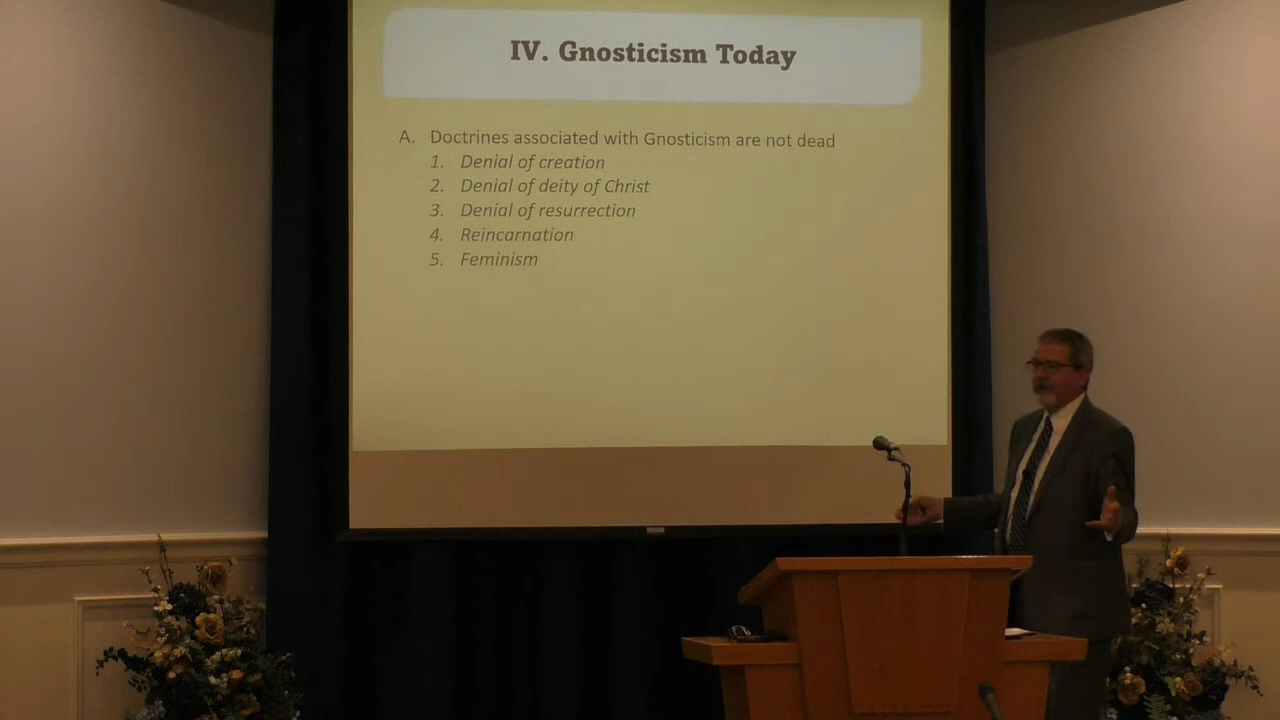 IV. Gnosticism Today
A. Doctrines associated with Gnosticism are not dead
1. Denial of creation
2. Denial of deity of Christ
3. Denial of resurrection
4. Reincarnation
5. Feminism